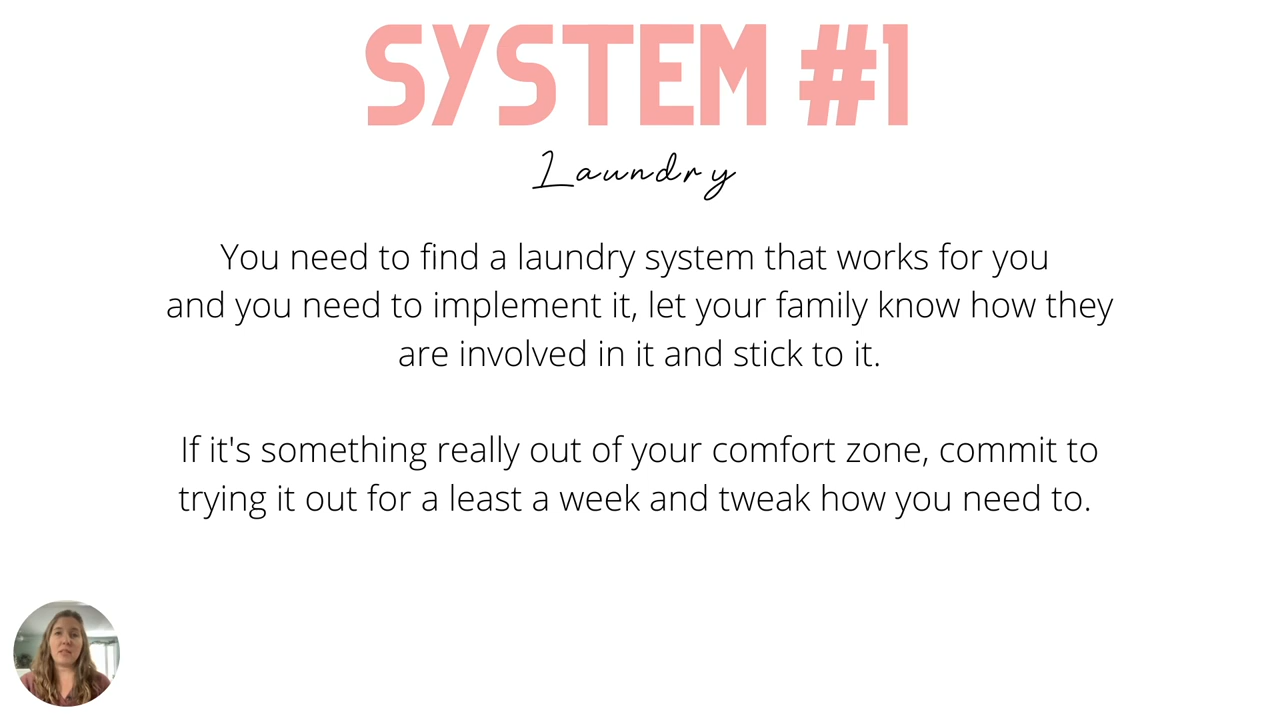 SYSTEM #1
Laundry
You need to find a laundry system that works for you
and you need to implement it, let your family know how they
are involved in it and stick to it.
If it's something really out of your comfort zone, commit to
trying it out for a least a week and tweak how you need to.